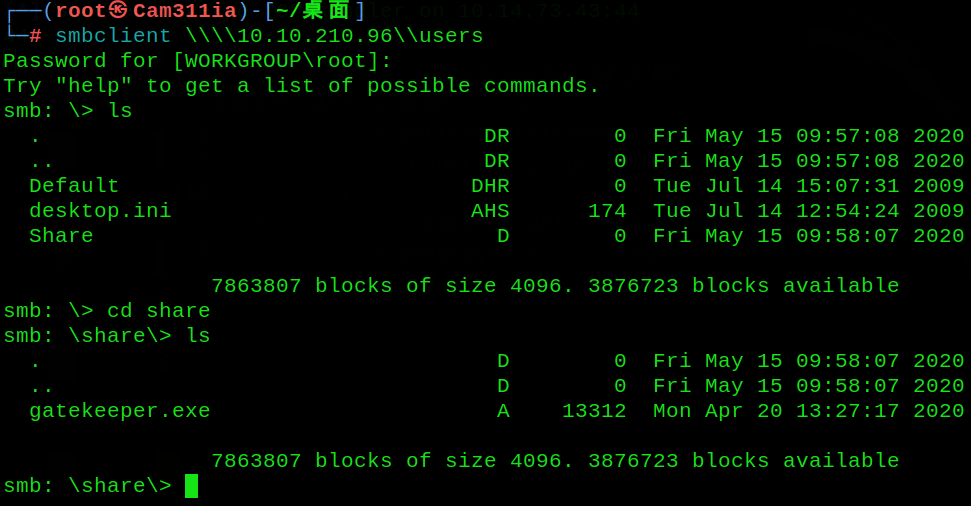 ┌──(root㉿Cam311ia)-[~/桌面]
└─# smbclient \\\\10.10.210.96\\users
Password for [WORKGROUP\root]:
Try "help" to get a list of possible commands.
smb: \> ls
  .                                  DR        0  Fri May 15 09:57:08 2020
  ..                                 DR        0  Fri May 15 09:57:08 2020
  Default                           DHR        0  Tue Jul 14 15:07:31 2009
  desktop.ini                       AHS      174  Tue Jul 14 12:54:24 2009
  Share                               D        0  Fri May 15 09:58:07 2020

                7863807 blocks of size 4096. 3876723 blocks available
smb: \> cd share
smb: \share\> ls
  .                                   D        0  Fri May 15 09:58:07 2020
  ..                                  D        0  Fri May 15 09:58:07 2020
  gatekeeper.exe                      A    13312  Mon Apr 20 13:27:17 2020

                7863807 blocks of size 4096. 3876723 blocks available
smb: \share\>